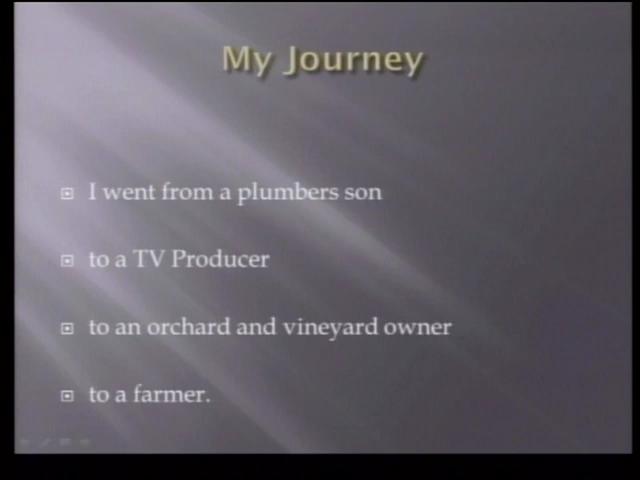 My Journey
I went from a plumbers son
to a TV Producer
to an orchard and vineyard owner
to a farmer.